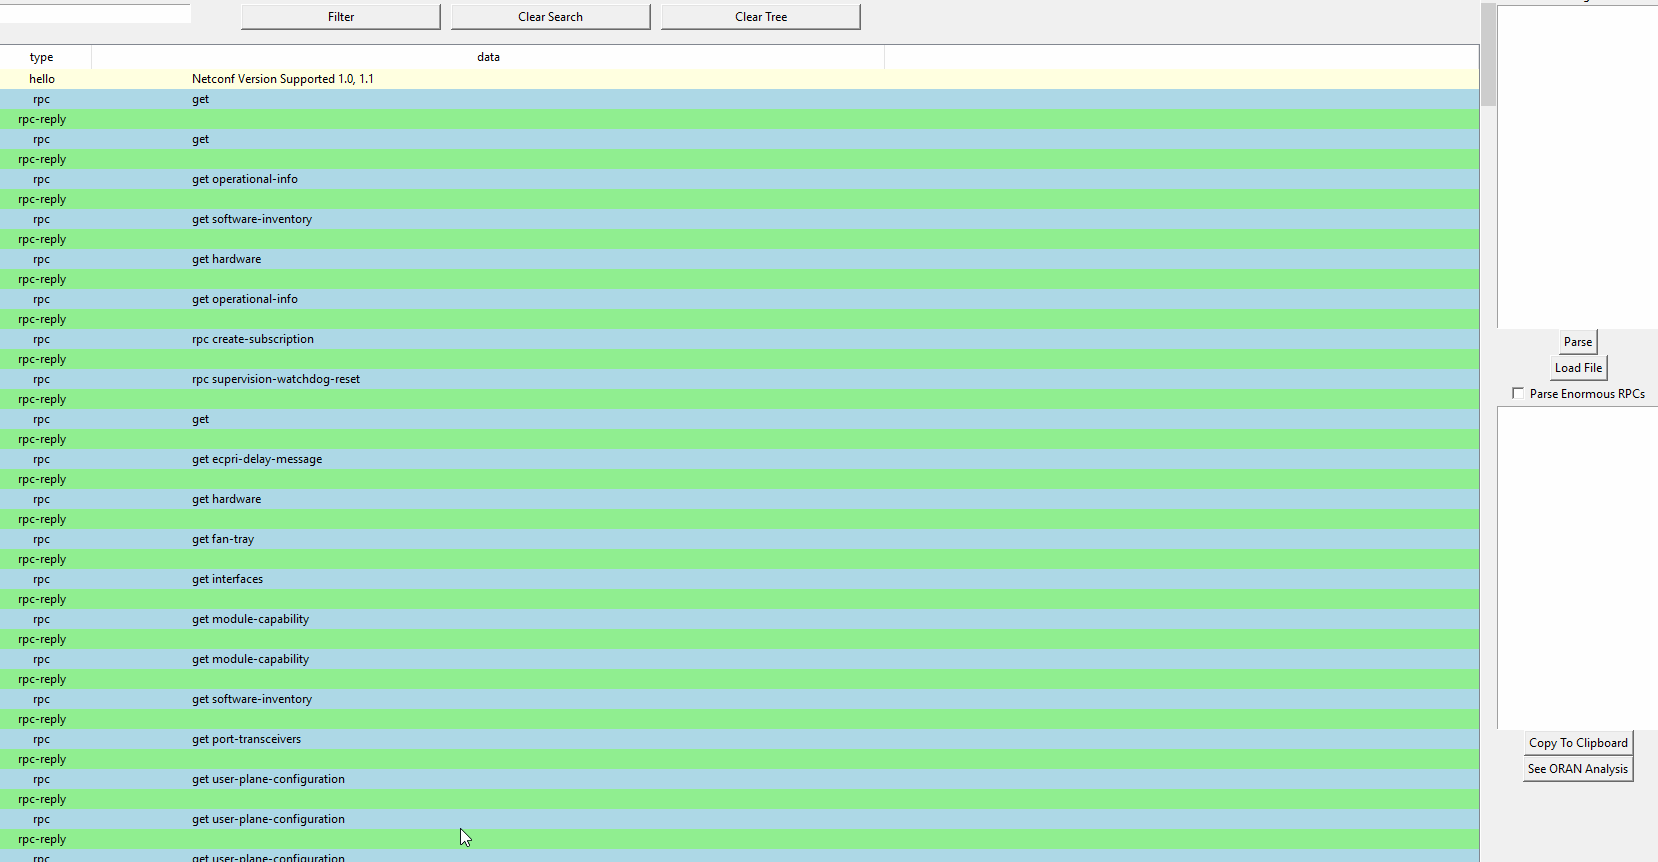 Filter Clear Search Clear Tree
type data
hello Netconf Version Supported 1.0, 1.1
rpc get
rpc-reply
rpc get
rpc-reply
rpc get operational-info
rpc-reply
rpc get software-inventory
rpc-reply
rpc get hardware
rpc-reply
rpc get operational-info
rpc-reply
rpc rpc create-subscription
rpc-reply
rpc rpc supervision-watchdog-reset
rpc-reply
rpc get
rpc-reply
rpc get ecpri-delay-message
rpc-reply
rpc get hardware
rpc-reply
rpc get fan-tray
rpc-reply
rpc get interfaces
rpc-reply
rpc get module-capability
rpc-reply
rpc get module-capability
rpc-reply
rpc get software-inventory
rpc-reply
rpc get port-transceivers
rpc-reply
rpc get user-plane-configuration
rpc-reply
rpc get user-plane-configuration
rpc-reply
rpc get user-plane-configuration
Parse
Load File
Parse Enormous RPCs
Copy To Clipboard
See ORAN Analysis